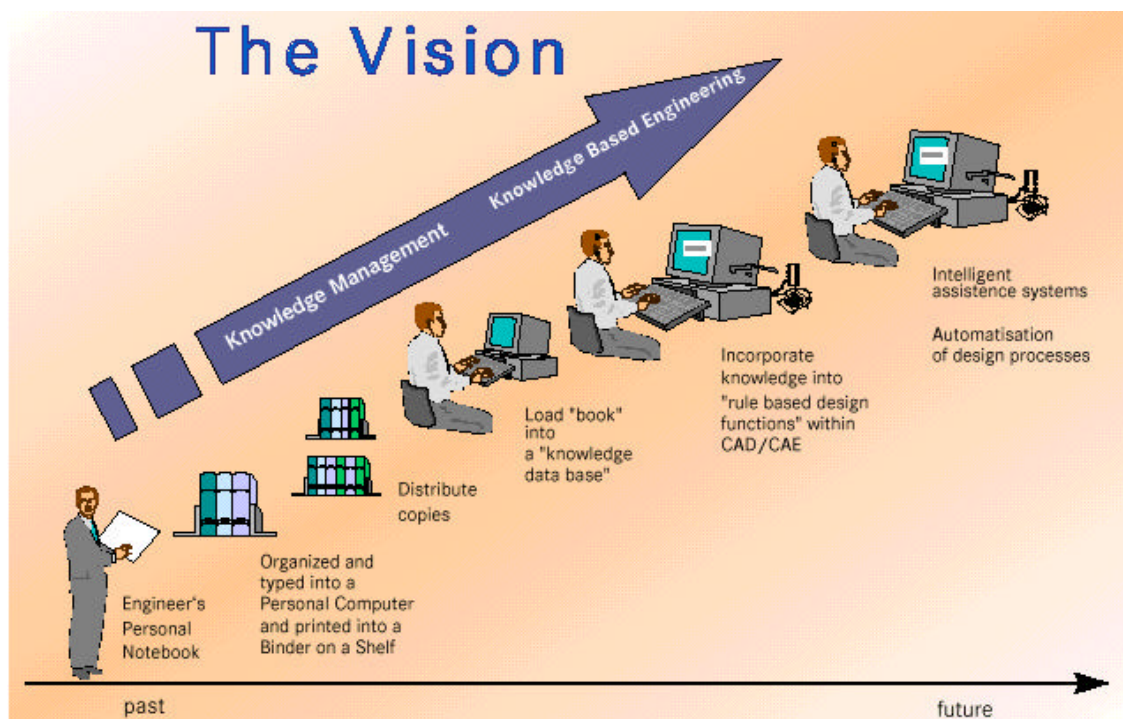 The Vision
Knowledge Management
Knowledge Based Engineering
Engineer's
Personal
Notebook
Organized and
typed into a
Personal Computer
and printed into a
Binder on a Shelf
Distribute
copies
Load "book"
into
a "knowledge
data base"
Incorporate
knowledge into
"rule based design
functions" within
CAD/CAE
Intelligent
assistence systems
Automatisation
of design processes
past
future